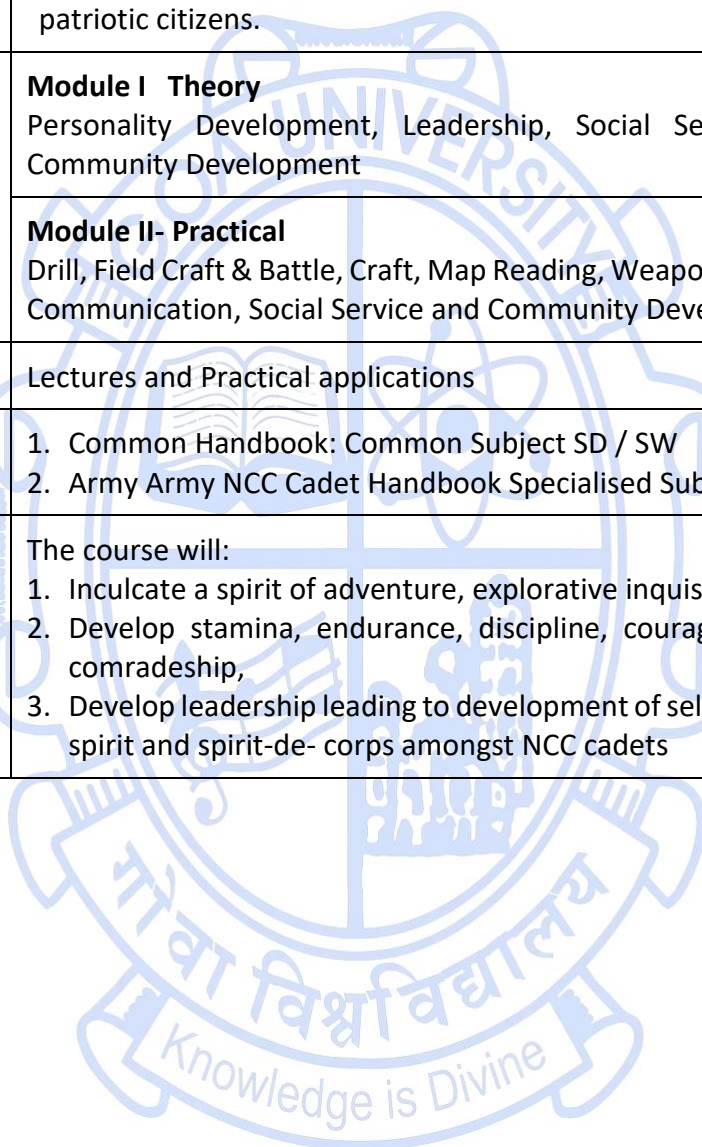 patriotic citizens.
Module I Theory
Personality Development, Leadership, Social Se
Community Development
Module II- Practical
Drill, Field Craft & Battle, Craft, Map Reading, Weapo
Communication, Social Service and Community Deve
Lectures and Practical applications
1. Common Handbook: Common Subject SD / SW
2. Army Army NCC Cadet Handbook Specialised Sub
The course will:
1. Inculcate a spirit of adventure, explorative inquis
2. Develop stamina, endurance, discipline, courag
comradeship,
3. Develop leadership leading to development of sel
spirit and spirit-de- corps amongst NCC cadets
GOA UNIVERSITY
गोंवा विश्वविद्यालय
Knowledge is Divine